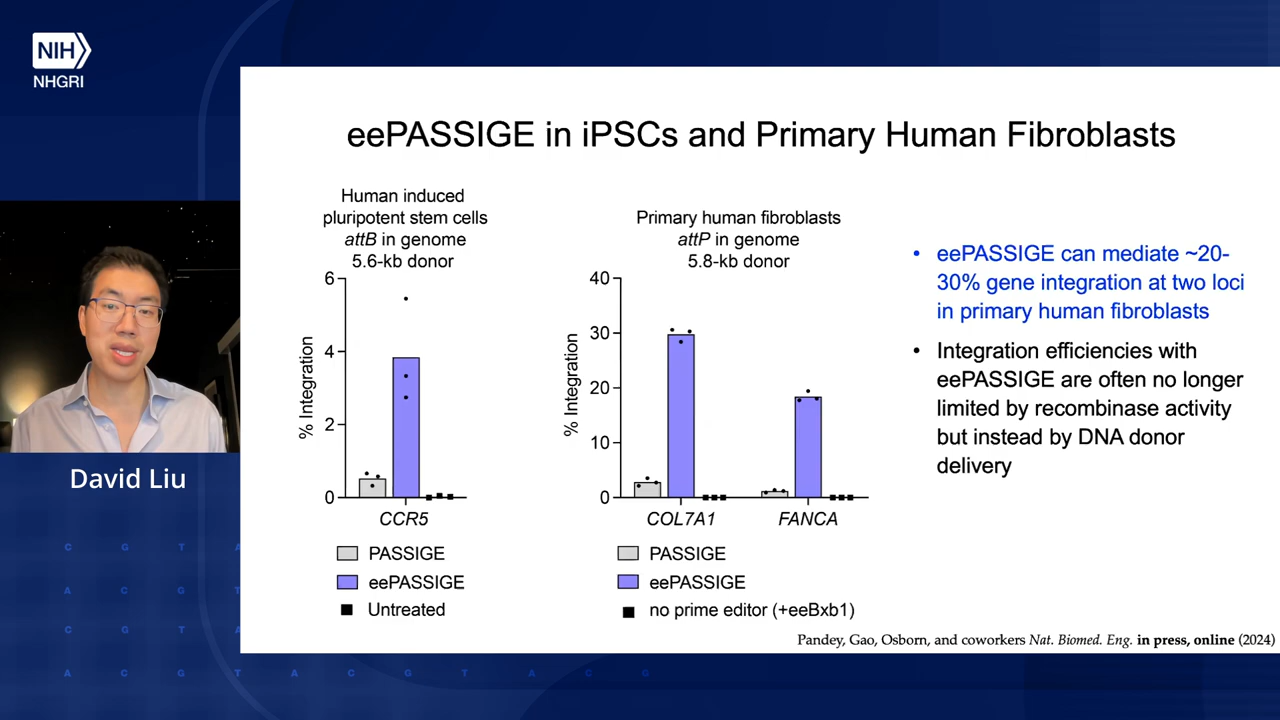 NIH
NHGRI
eePASSIGE in iPSCs and Primary Human Fibroblasts
Human induced
pluripotent stem cells
attB in genome
5.6-kb donor
6
4
2
0
% Integration
CCR5
PASSIGE
eePASSIGE
Untreated
Primary human fibroblasts
attP in genome
5.8-kb donor
40
30
20
10
0
% Integration
COL7A1
FANCA
PASSIGE
eePASSIGE
no prime editor (+eeBxb1)
• eePASSIGE can mediate ~20-
30% gene integration at two loci
in primary human fibroblasts
• Integration efficiencies with
eePASSIGE are often no longer
limited by recombinase activity
but instead by DNA donor
delivery
Pandey, Gao, Osborn, and coworkers Nat. Biomed. Eng. in press, online (2024)
David Liu
C G T A
A C G T
C G T A
A C G T A C G T A C G